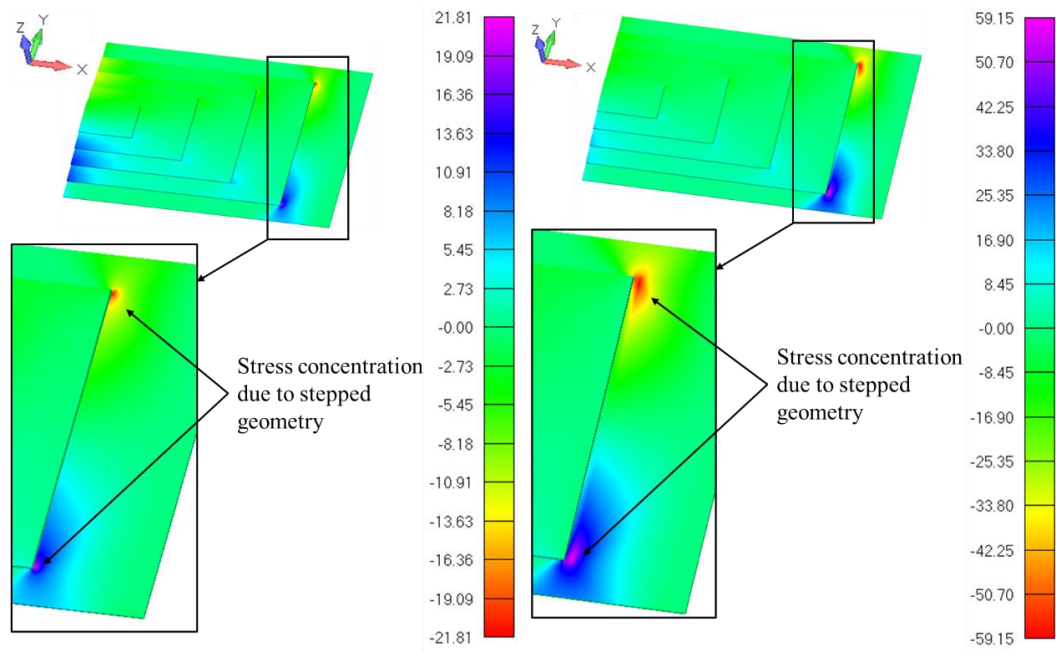 Z
Y
X
21.81
19.09
16.36
13.63
10.91
8.18
5.45
2.73
-0.00
-2.73
-5.45
-8.18
-10.91
-13.63
-16.36
-19.09
-21.81
Stress concentration
due to stepped
geometry
Z
Y
X
59.15
50.70
42.25
33.80
25.35
16.90
8.45
-0.00
-8.45
-16.90
-25.35
-33.80
-42.25
-50.70
-59.15
Stress concentration
due to stepped
geometry